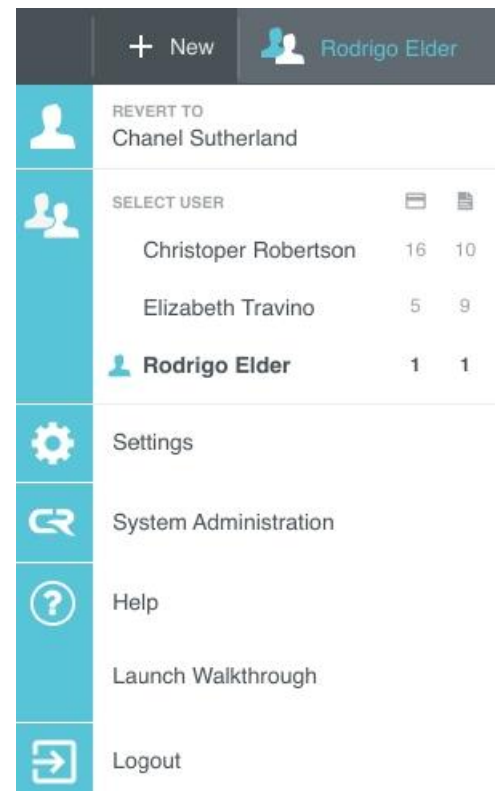 + New Rodrigo Elder
REVERT TO
Chanel Sutherland
SELECT USER
Christoper Robertson 16 10
Elizabeth Travino 5 9
Rodrigo Elder 1 1
Settings
CR System Administration
? Help
Launch Walkthrough
Logout